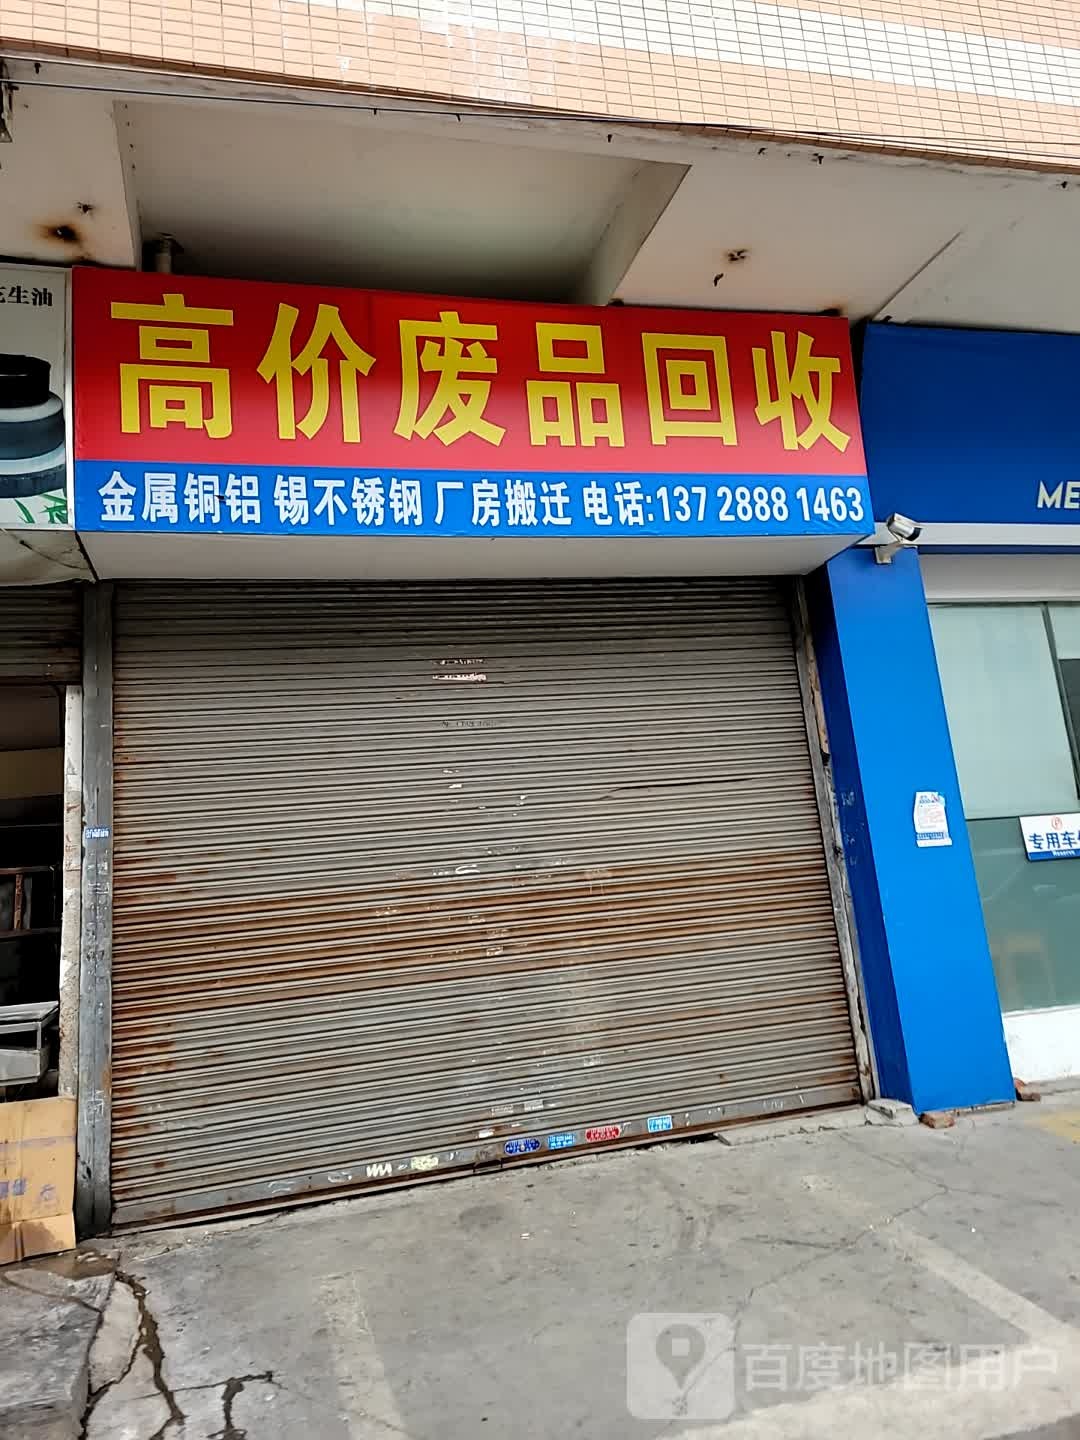 生油
高价废品回收
金属铜铝 锡不锈钢 厂房搬迁 电话:137 2888 1463
ME
专用车
Reserve
百度地图用户